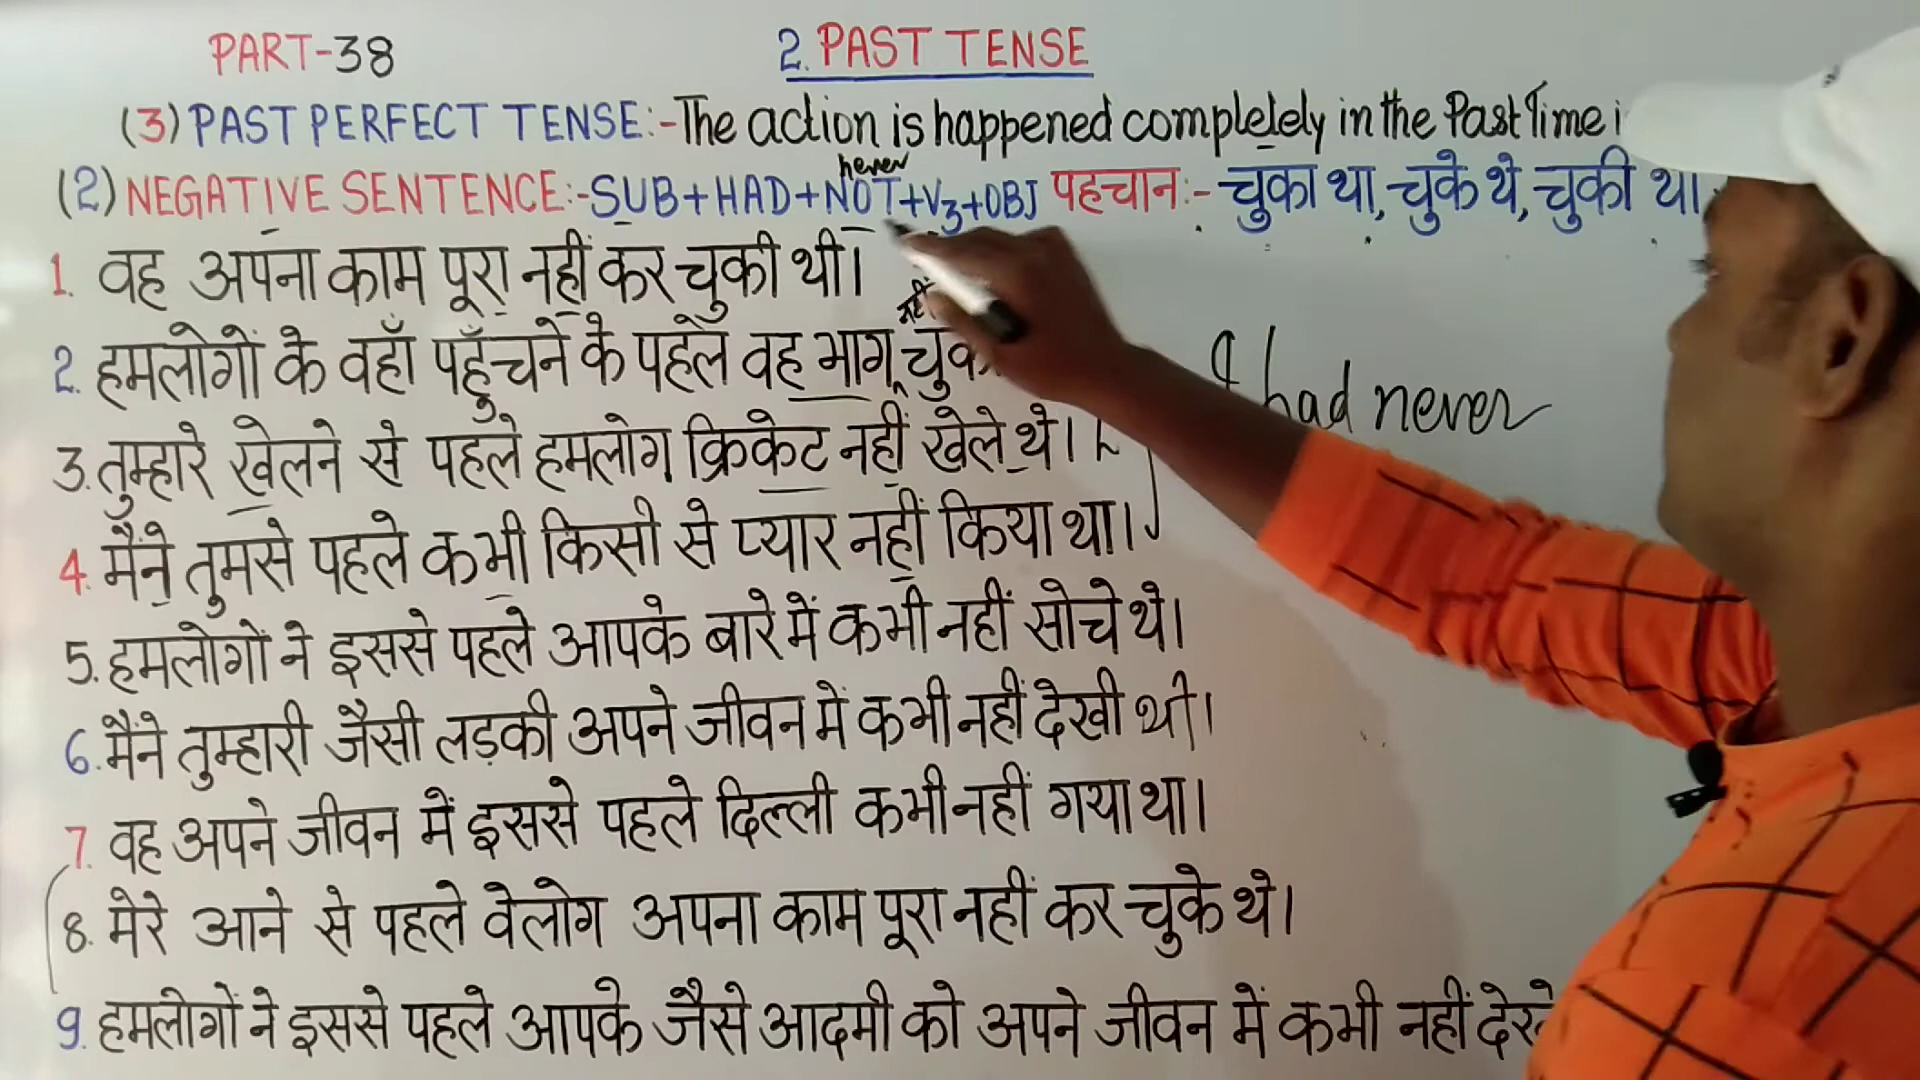 PART-38
2. PAST TENSE
(3) PAST PERFECT TENSE:-The action is happened completely in the Past Time
never
(2) NEGATIVE SENTENCE:-SUB+HAD+NOT+V3+OBJ पहचान:- चुका था, चुके थे, चुकी था
1. वह अपना काम पूरा नहीं कर चुकी थी।
नहीं
2. हमलोगों के वहाँ पहुँचने के पहले वह भाग
3. तुम्हारे खेलने से पहले हमलोग क्रिकेट नहीं खेले थे।
I had never
4. मैंने तुमसे पहले कभी किसी से प्यार नहीं किया था।
5. हमलोगों ने इससे पहले आपके बारे में कभी नहीं सोचे थे।
6. मैंने तुम्हारी जैसी लड़की अपने जीवन में कभी नहीं देखी थी।
7. वह अपने जीवन में इससे पहले दिल्ली कभी नहीं गया था।
8. मेरे आने से पहले वेलोग अपना काम पूरा नहीं कर चुके थे।
9. हमलोगों ने इससे पहले आपके जैसे आदमी को अपने जीवन में कभी नहीं